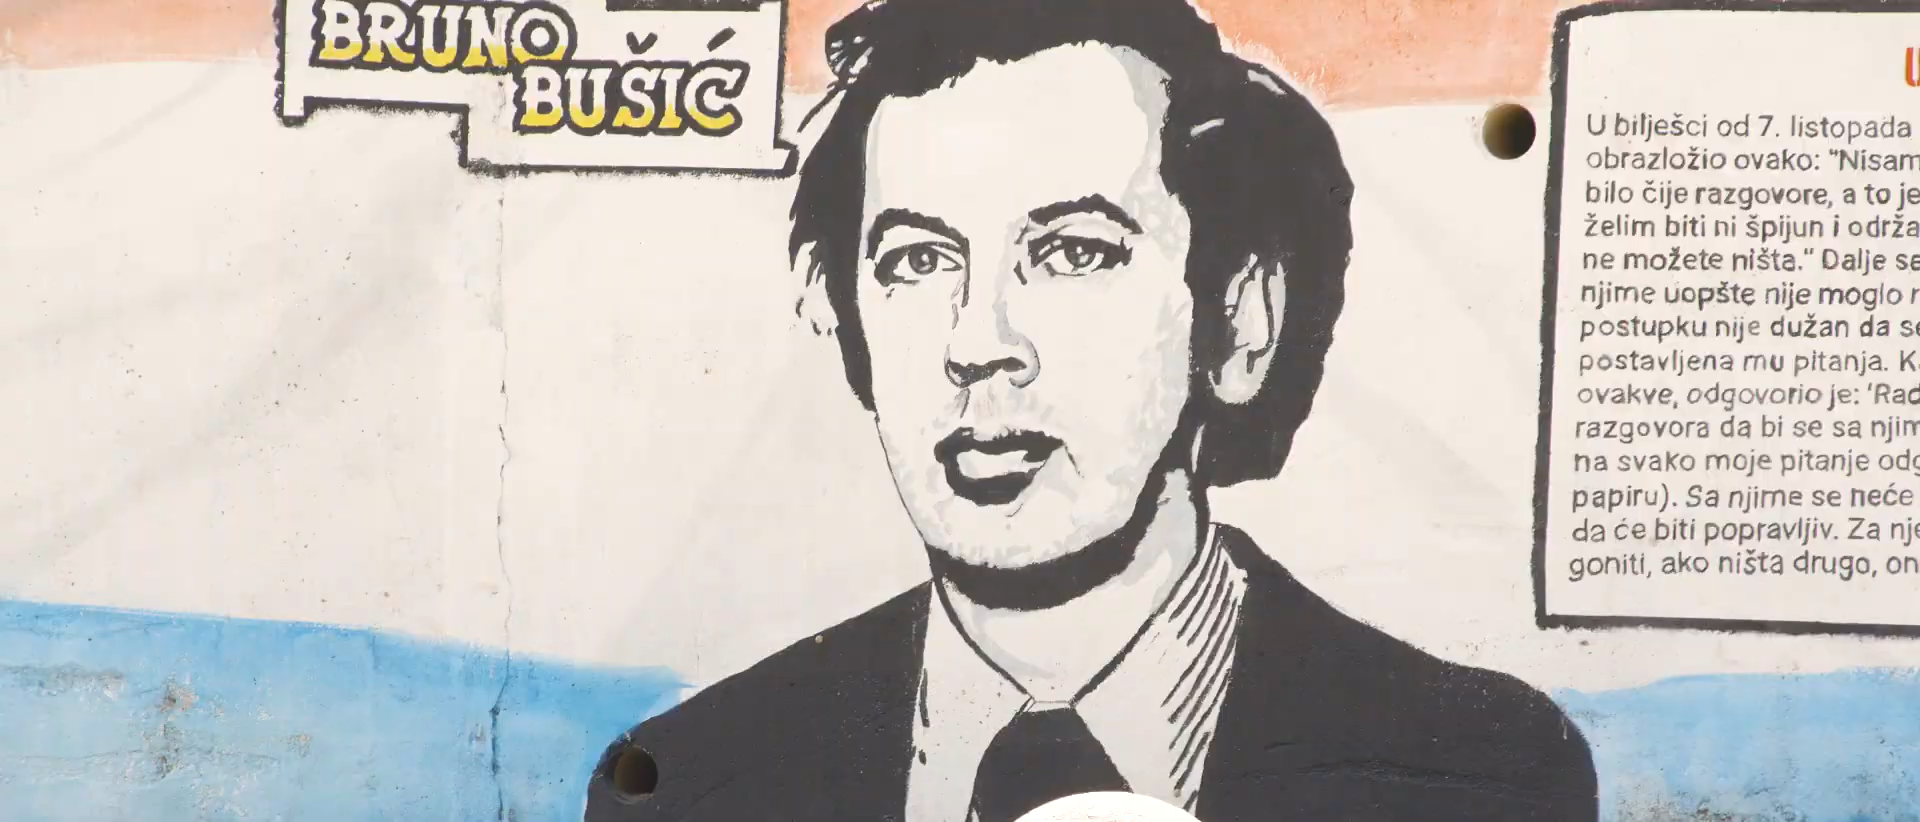 BRUNO
BUŠIĆ
U bilješci od 7. listopada
obrazložio ovako: "Nisam
bilo čije razgovore, a to je
želim biti ni špijun i održa
ne možete ništa." Dalje se
njime uopšte nije moglo
postupku nije dužan da se
postavljena mu pitanja.
ovakve, odgovorio je: 'Rad
razgovora da bi se sa njim
na svako moje pitanje odg
papiru). Sa njime se neće
da će biti popravljiv. Za nje
goniti, ako ništa drugo, on